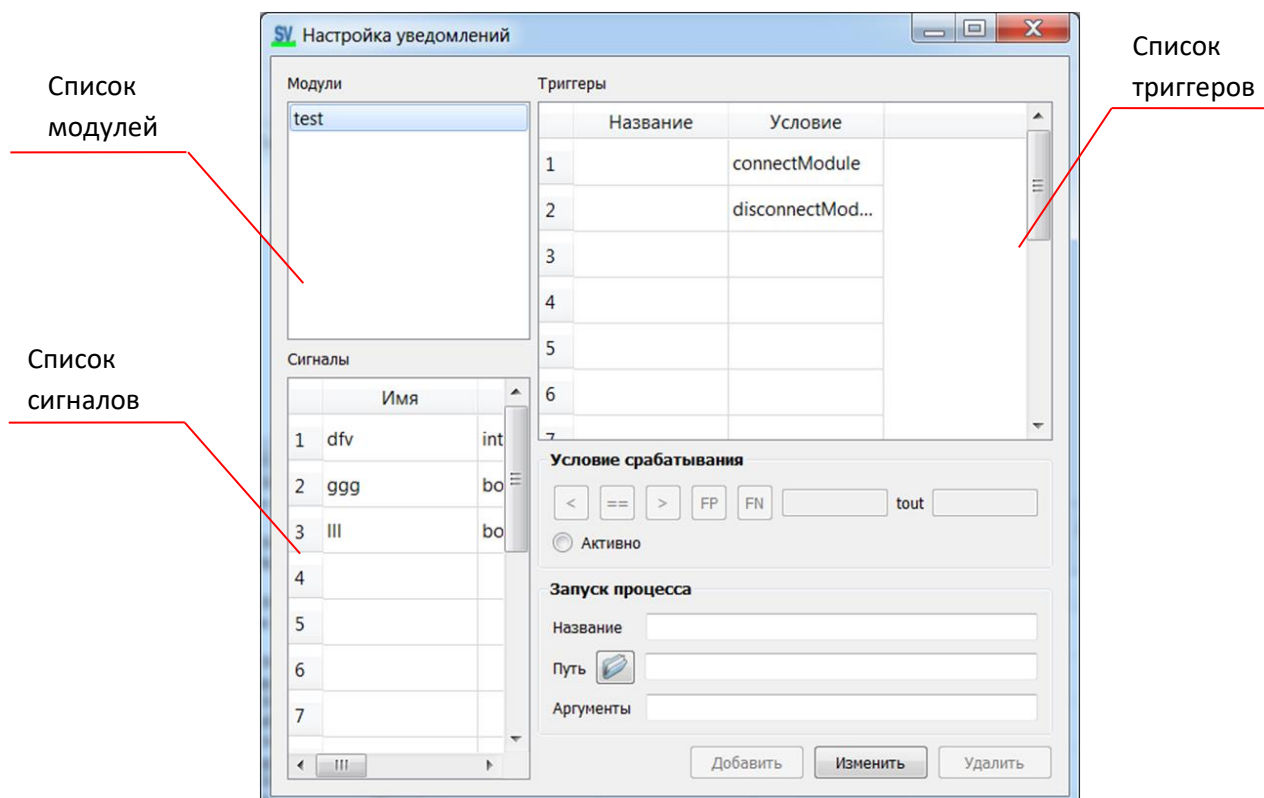 SV Настройка уведомлений
Список
модулей
Список
триггеров
Модули
test
Триггеры
Название Условие
1 connectModule
2 disconnectMod...
3
4
5
6
7
Список
сигналов
Сигналы
Имя
1 dfv int
2 ggg bo
3 lll bo
4
5
6
7
Условие срабатывания
< == > FP FN tout
Активно
Запуск процесса
Название
Путь
Аргументы
Добавить Изменить Удалить